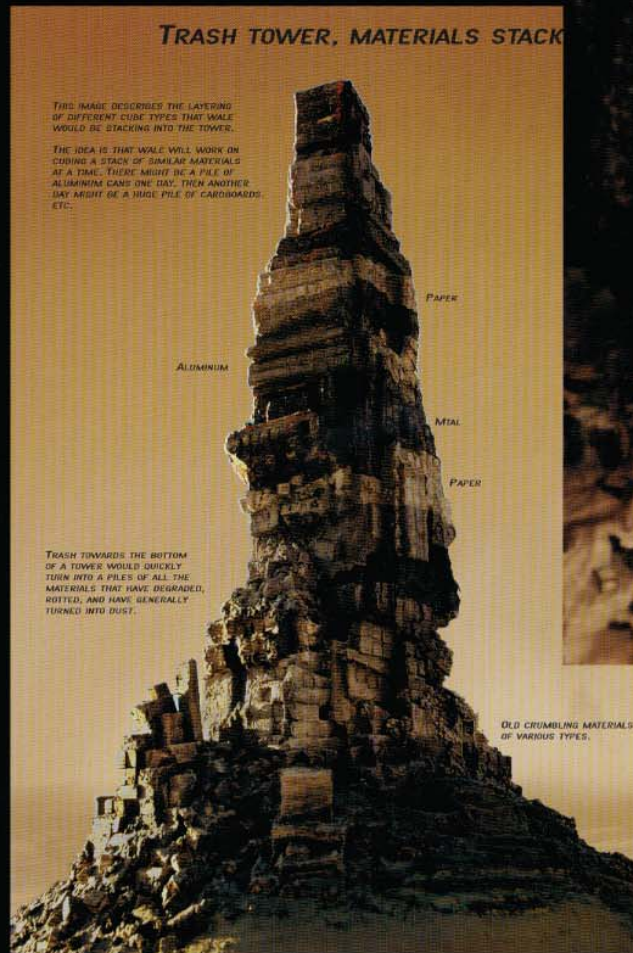 TRASH TOWER, MATERIALS STACK
THIS IMAGE DESCRIBES THE LAYERING
OF DIFFERENT CUBE TYPES THAT WALE
WOULD BE STACKING INTO THE TOWER.
THE IDEA IS THAT WALE WILL WORK ON
CUBING A STACK OF SIMILAR MATERIALS
AT A TIME. THERE MIGHT BE A PILE OF
ALUMINUM CANS ONE DAY, THEN ANOTHER
DAY MIGHT BE A HUGE PILE OF CARDBOARDS,
ETC.
PAPER
ALUMINUM
MTAL
PAPER
TRASH TOWARDS THE BOTTOM
OF A TOWER WOULD QUICKLY
TURN INTO A PILES OF ALL THE
MATERIALS THAT HAVE DEGRADED,
ROTTED, AND HAVE GENERALLY
TURNED INTO DUST.
OLD CRUMBLING MATERIALS
OF VARIOUS TYPES.